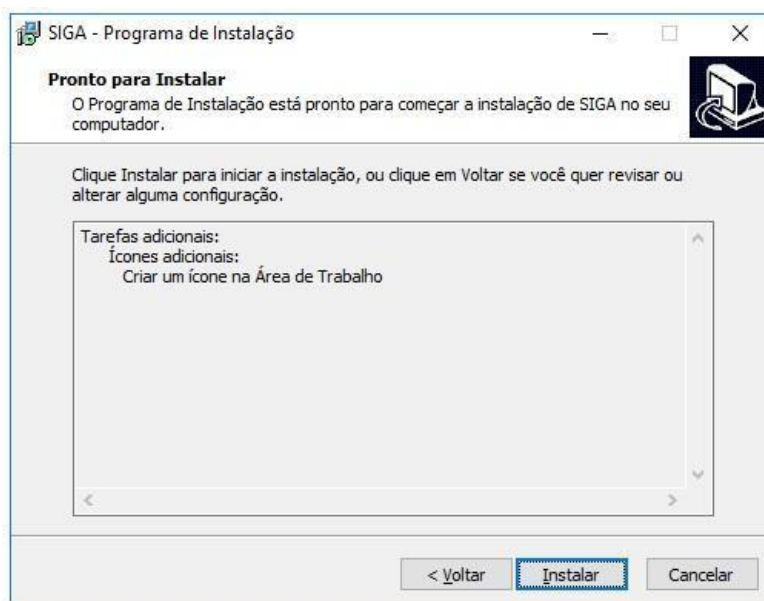 SIGA - Programa de Instalação
Pronto para Instalar
O Programa de Instalação está pronto para começar a instalação de SIGA no seu
computador.
Clique Instalar para iniciar a instalação, ou clique em Voltar se você quer revisar ou
alterar alguma configuração.
Tarefas adicionais:
Ícones adicionais:
Criar um ícone na Área de Trabalho
< Voltar Instalar Cancelar